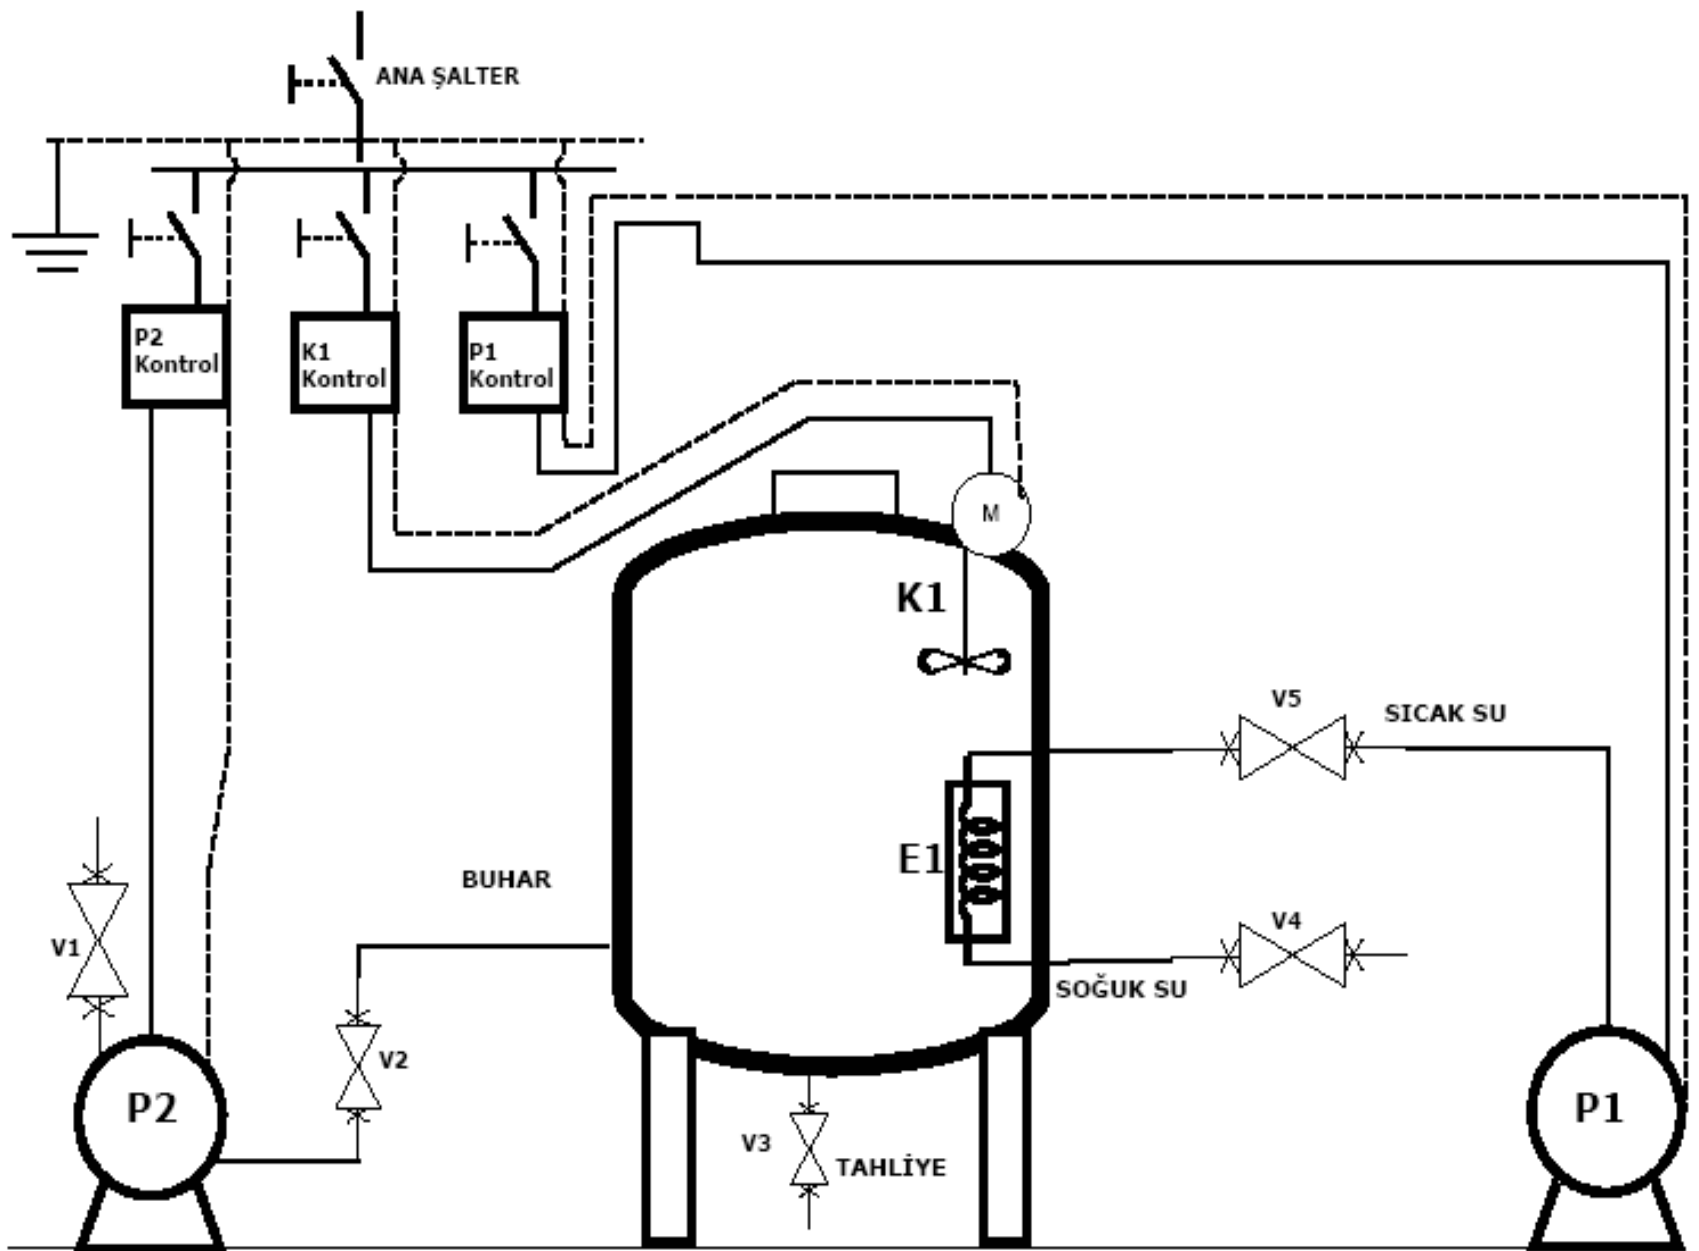 ANA ŞALTER
P2
Kontrol
K1
Kontrol
P1
Kontrol
M
K1
V5
SICAK SU
E1
BUHAR
V4
V1
SOĞUK SU
V2
P2
P1
V3
TAHLİYE